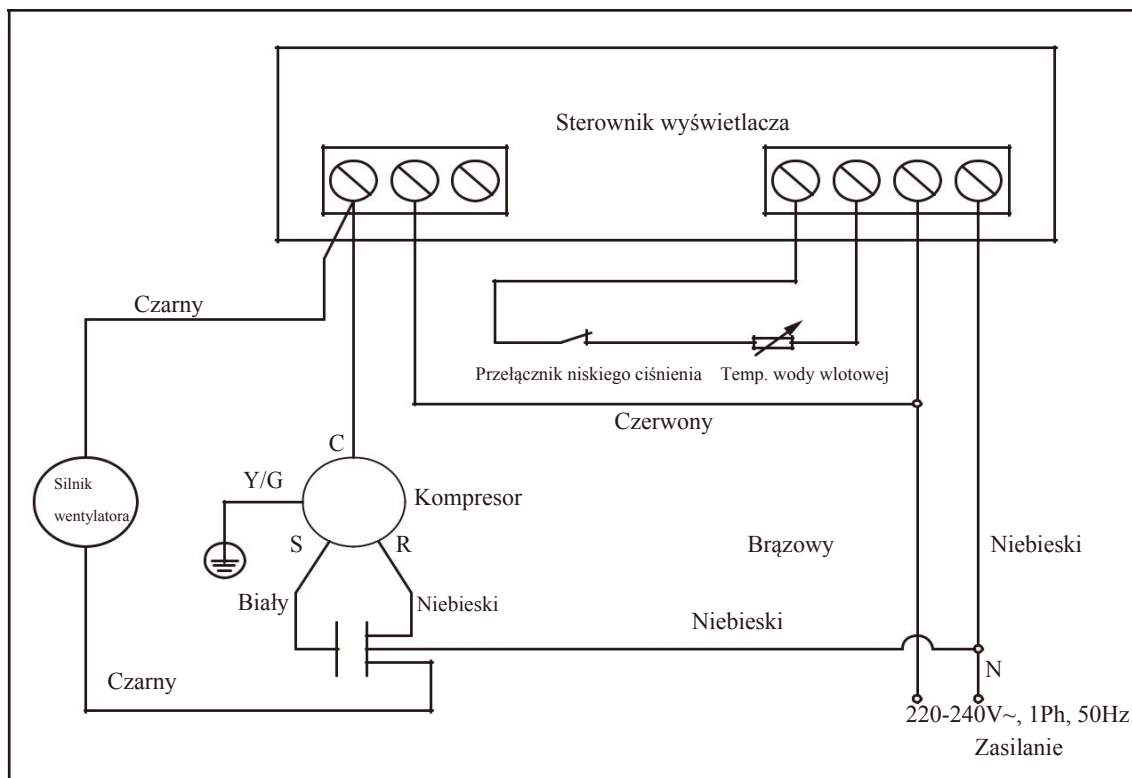 Sterownik wyświetlacza
Czarny
Przełącznik niskiego ciśnienia
Temp. wody wlotowej
Czerwony
C
Y/G
Kompresor
Silnik
wentylatora
S
R
Brązowy
Niebieski
Biały
Niebieski
Niebieski
N
Czarny
220-240V~, 1Ph, 50Hz
Zasilanie